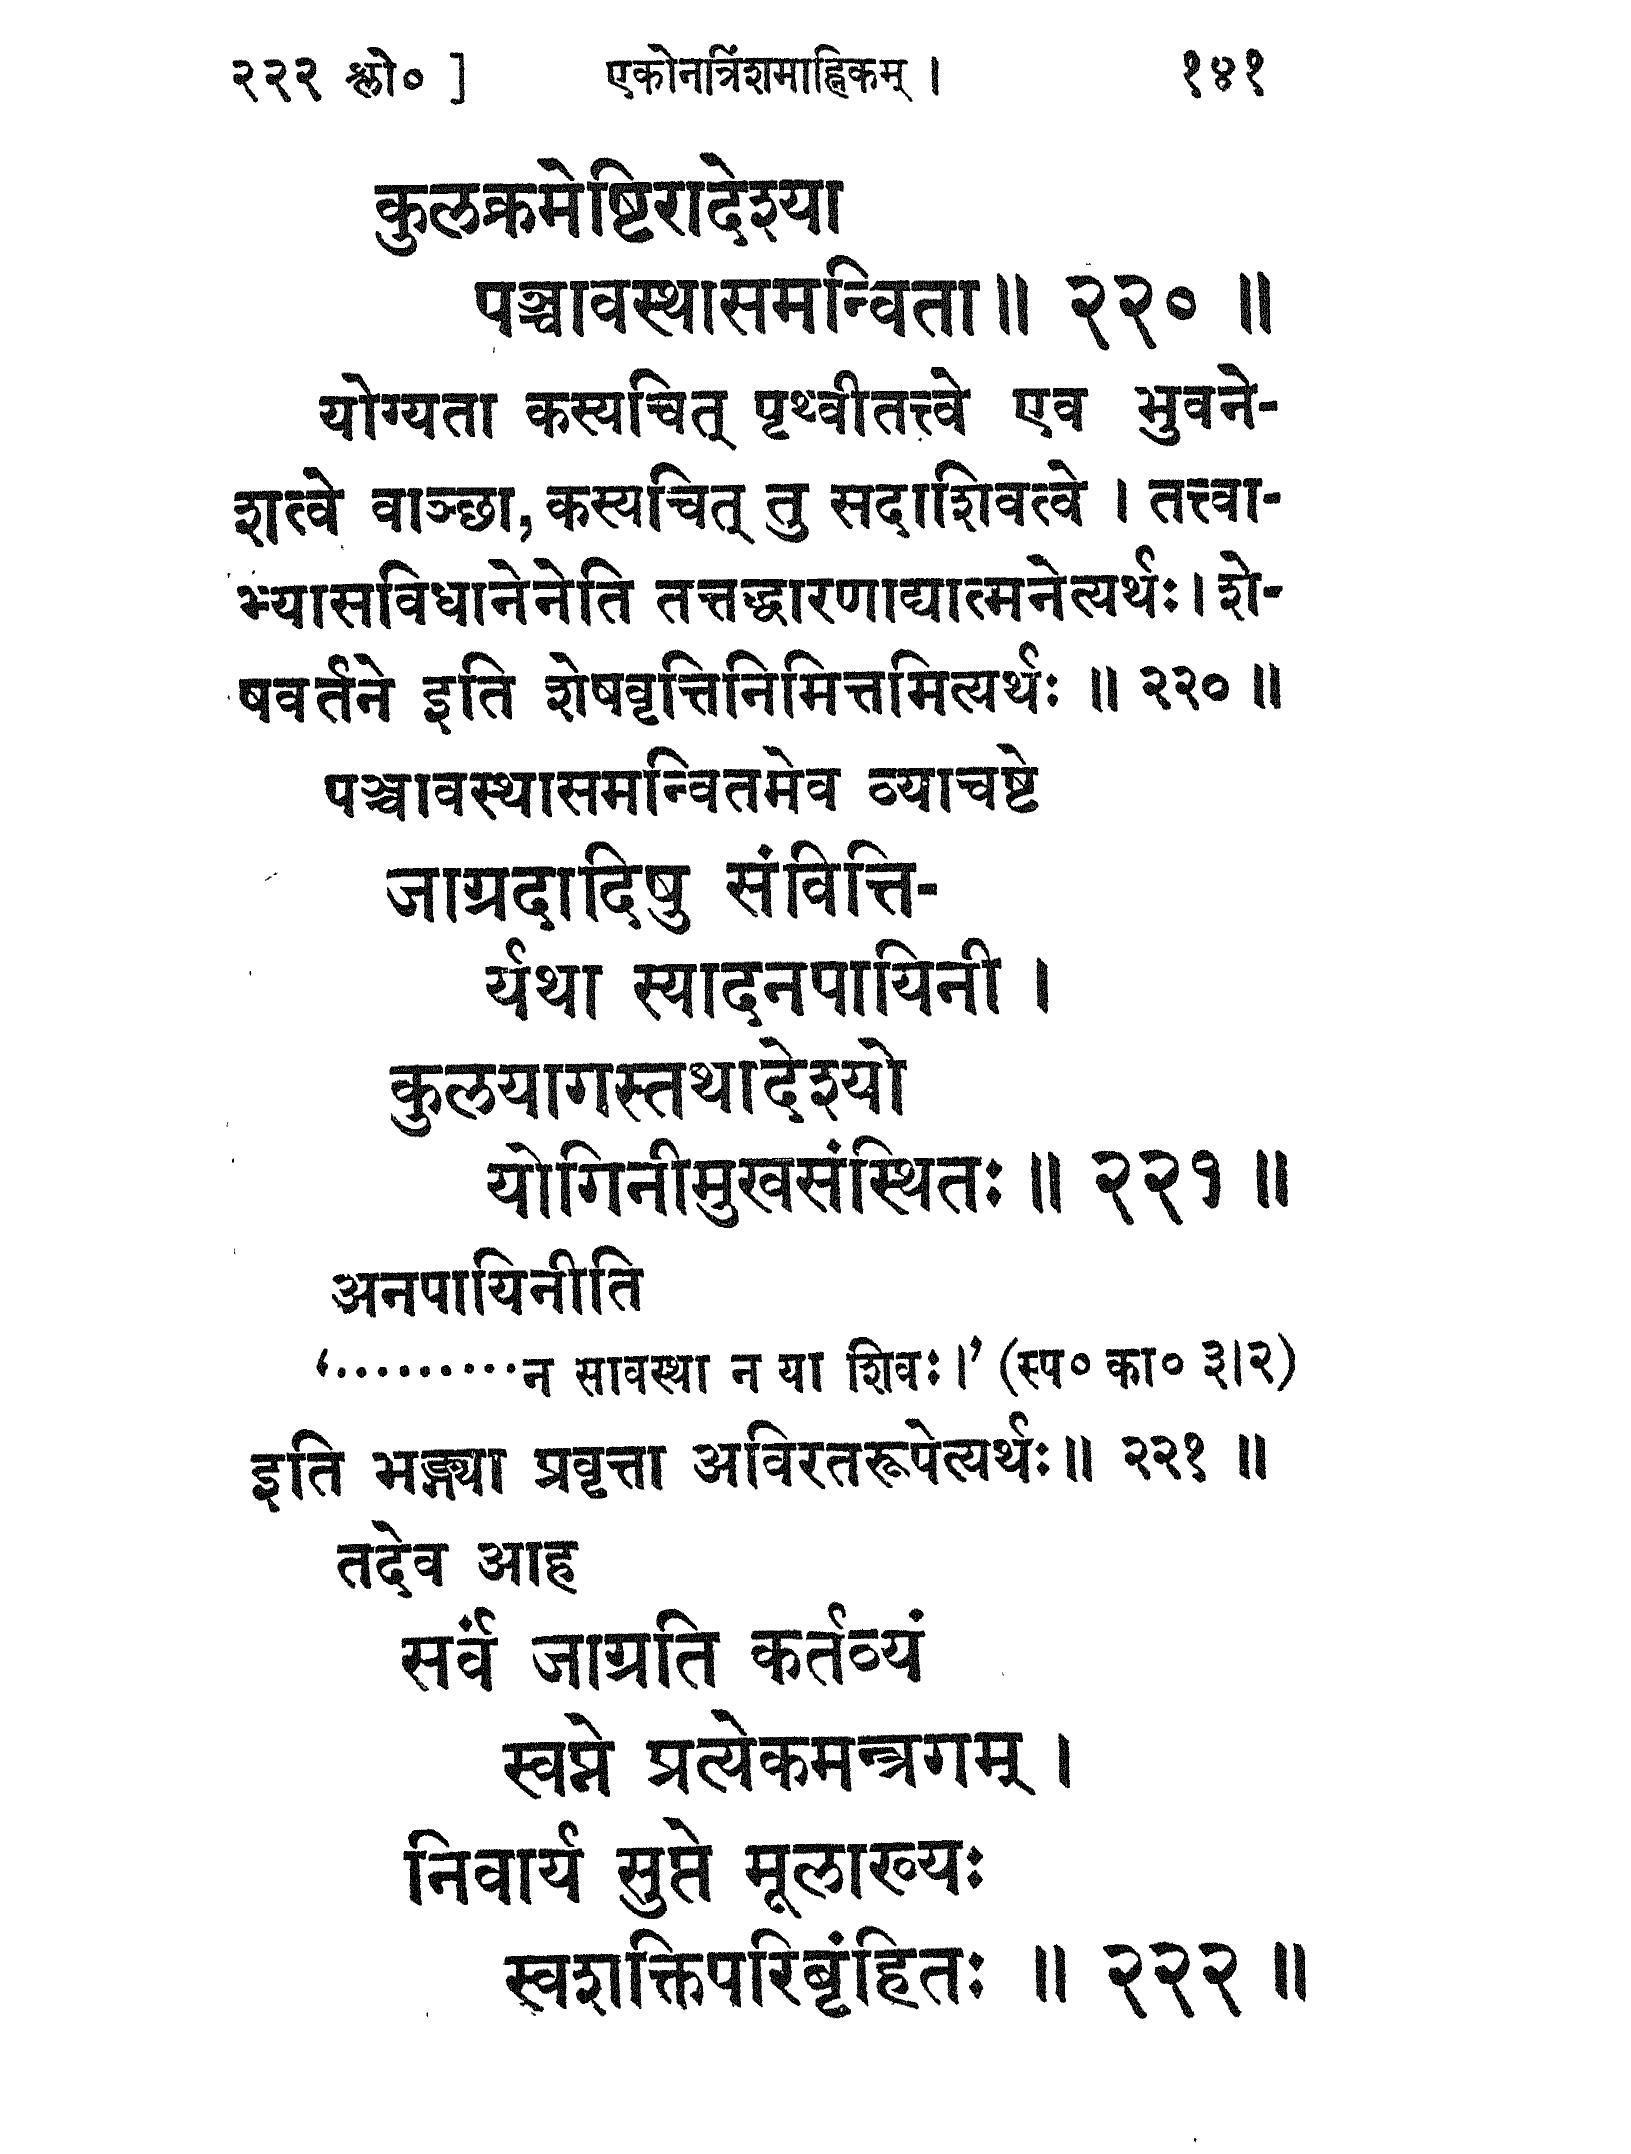 २२२ श्लो० ] एकोनत्रिंशमाह्निकम् । १४१
कुलक्रमेष्टिरादेश्या
पञ्चावस्थासमन्विता॥ २२० ॥
योग्यता कस्यचित् पृथ्वीतत्त्वे एव भुवने-
शत्वे वाञ्छा, कस्यचित् तु सदाशिवत्वे । तत्त्वा-
भ्यासविधानेनेति तत्तद्धारणाद्यात्मनेत्यर्थः। शे-
षवर्तने इति शेषवृत्तिनिमित्तमित्यर्थः ॥ २२० ॥
पञ्चावस्थासमन्वितमेव व्याचष्टे
जाग्रदादिषु संवित्ति-
र्यथा स्यादनपायिनी ।
कुलयागस्तथादेश्यो
योगिनीमुखसंस्थितः॥ २२१ ॥
अनपायिनीति
‘.........न सावस्था न या शिवः।’ (स्प० का० ३।२)
इति भङ्ग्या प्रवृत्ता अविरतरूपेत्यर्थः॥ २२१ ॥
तदेव आह
सर्वं जाग्रति कर्तव्यं
स्वप्ने प्रत्येकमन्त्रगम् ।
निवार्य सुप्ते मूलाख्यः
स्वशक्तिपरिबृंहितः ॥ २२२ ॥